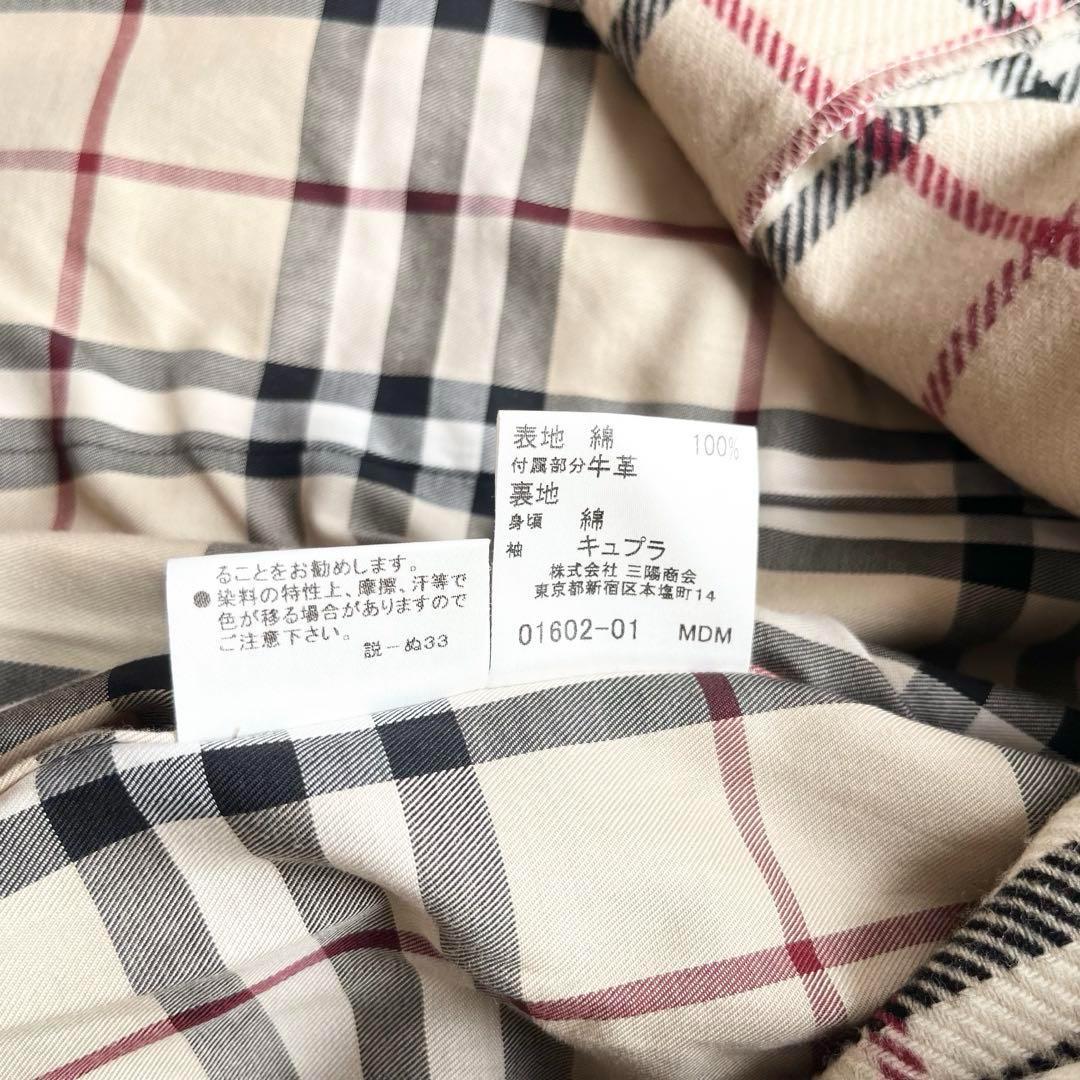 ることをお勧めします。
●染料の特性上、摩擦、汗等で
色が移る場合がありますので
ご注意下さい。
説ーぬ33
表地 綿 100%
付属部分牛革
裏地
身頃 綿
袖 キュプラ
株式会社 三陽商会
東京都新宿区本塩町14
01602-01 MDM